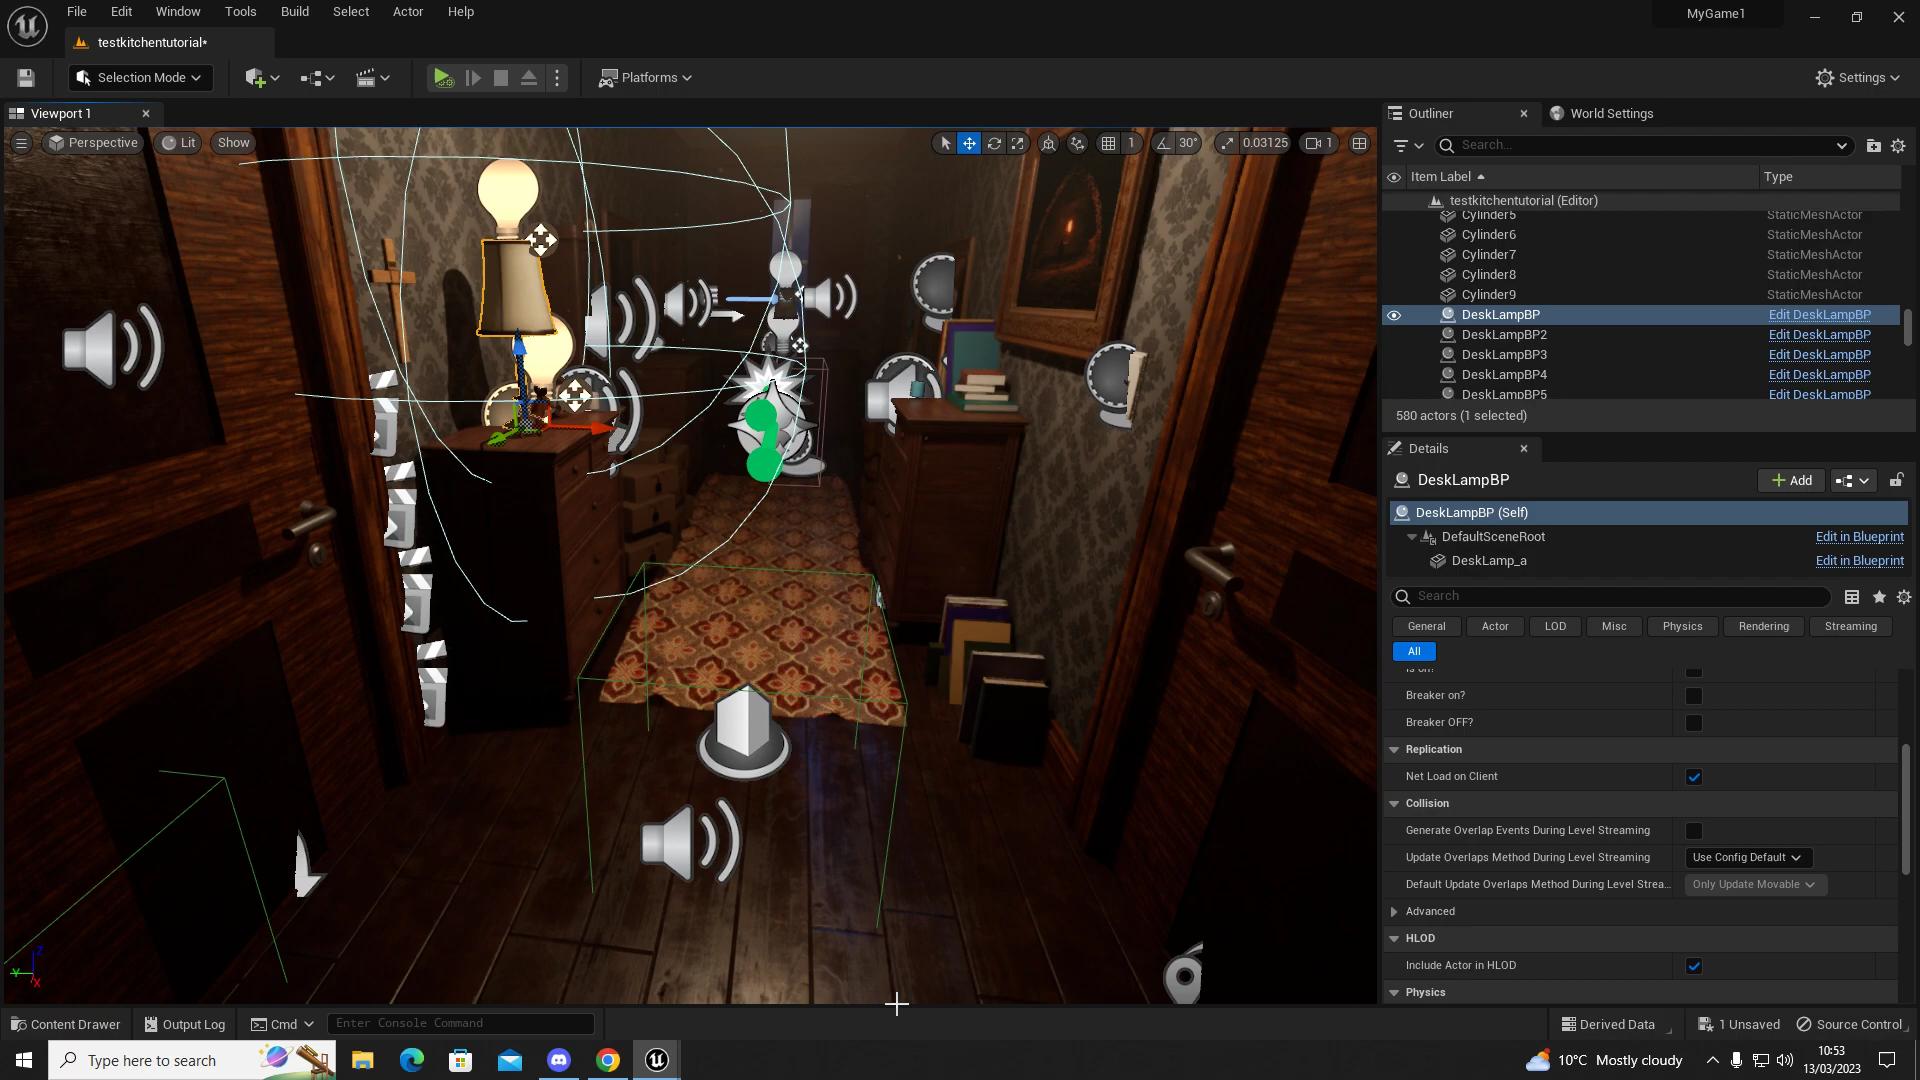 File Edit Window Tools Build Select Actor Help
MyGame1
testkitchentutorial*
Selection Mode
Platforms
Settings
Viewport 1
Perspective
Lit
Show
1
30°
0.03125
1
Outliner
World Settings
Search...
Item Label
Type
testkitchentutorial (Editor)
Cylinder5 StaticMeshActor
Cylinder6 StaticMeshActor
Cylinder7 StaticMeshActor
Cylinder8 StaticMeshActor
Cylinder9 StaticMeshActor
DeskLampBP Edit DeskLampBP
DeskLampBP2 Edit DeskLampBP
DeskLampBP3 Edit DeskLampBP
DeskLampBP4 Edit DeskLampBP
DeskLampBP5 Edit DeskLampBP
580 actors (1 selected)
Details
DeskLampBP
Add
DeskLampBP (Self)
DefaultSceneRoot Edit in Blueprint
DeskLamp_a Edit in Blueprint
Search
General Actor LOD Misc Physics Rendering Streaming
All
Is on?
Breaker on?
Breaker OFF?
Replication
Net Load on Client
Collision
Generate Overlap Events During Level Streaming
Update Overlaps Method During Level Streaming Use Config Default
Default Update Overlaps Method During Level Strea... Only Update Movable
Advanced
HLOD
Include Actor in HLOD
Physics
Z
Y
X
Content Drawer
Output Log
Cmd
Enter Console Command
Derived Data
1 Unsaved
Source Control
Type here to search
10°C Mostly cloudy
10:53
13/03/2023